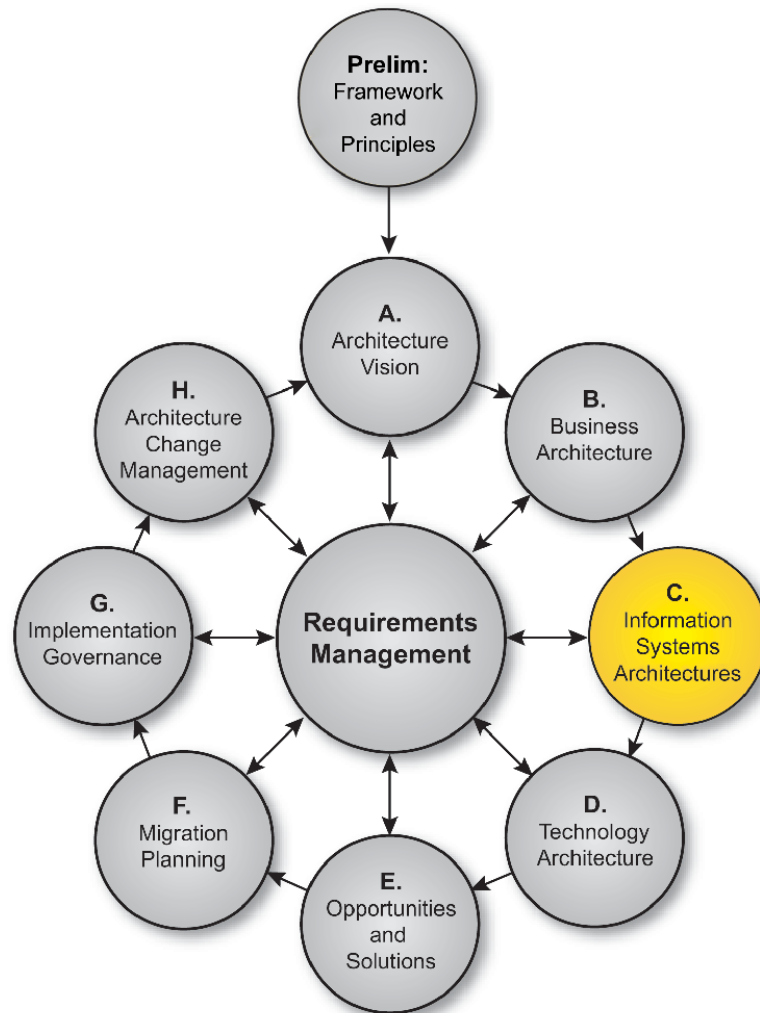 Prelim:
Framework
and
Principles
A.
Architecture
Vision
B.
Business
Architecture
C.
Information
Systems
Architectures
D.
Technology
Architecture
E.
Opportunities
and
Solutions
F.
Migration
Planning
G.
Implementation
Governance
H.
Architecture
Change
Management
Requirements
Management